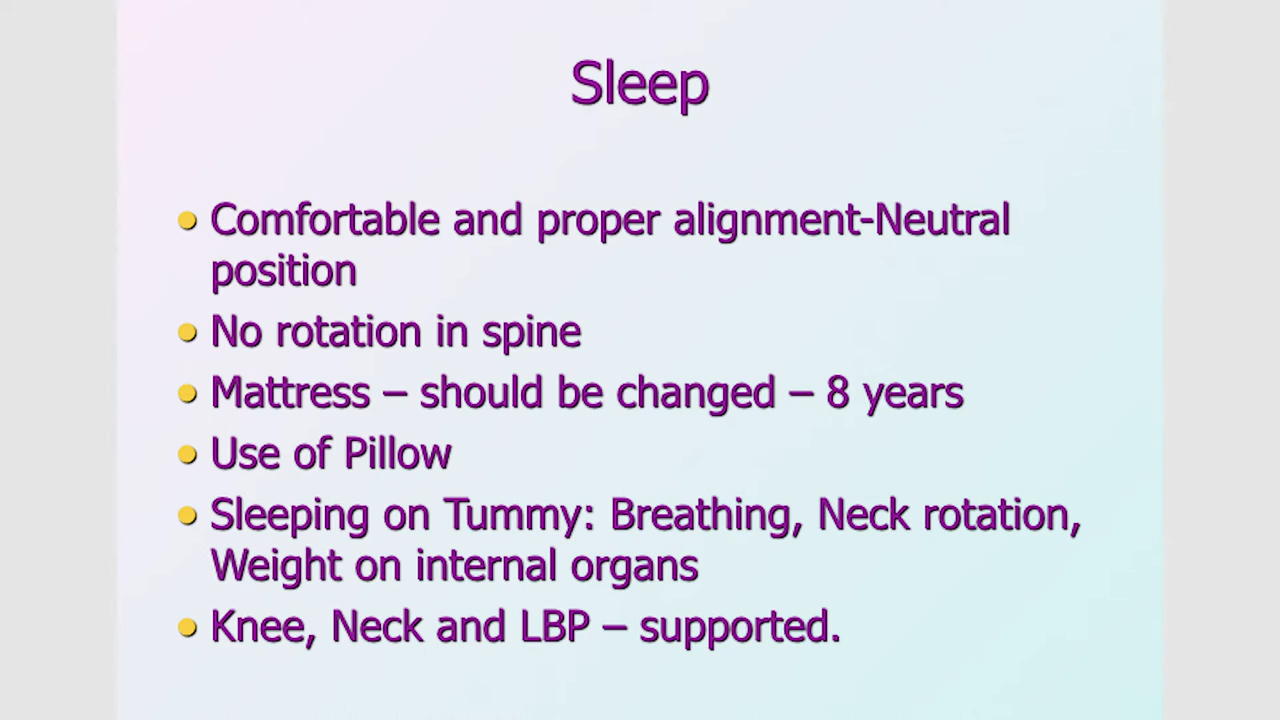 Sleep
Comfortable and proper alignment-Neutral
position
No rotation in spine
Mattress – should be changed – 8 years
Use of Pillow
Sleeping on Tummy: Breathing, Neck rotation,
Weight on internal organs
Knee, Neck and LBP – supported.